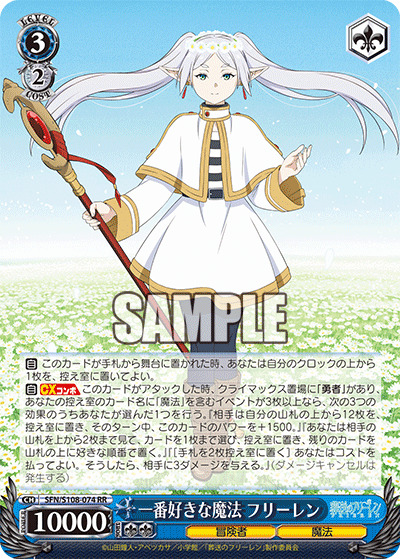 LEVEL
3
2
COST
SAMPLE
自 このカードが手札から舞台に置かれた時、あなたは自分のクロックの上から
1枚を、控え室に置いてよい。
自 CXコンボ このカードがアタックした時、クライマックス置場に「勇者」があり、
あなたの控え室のカード名に「魔法」を含むイベントが3枚以上なら、次の3つの
効果のうちあなたが選んだ1つを行う。『相手は自分の山札の上から12枚を
控え室に置き、そのターン中、このカードのパワーを+1500。』『あなたは相手の
山札を上から2枚まで見て、カードを1枚まで選び、控え室に置き、残りのカード
を山札の上に好きな順番で置く。』『あなたはコスト[②]を払って
よい。そうしたら、相手に3ダメージを与える。』(ダメージキャンセルは
発生する)
CH
SFN/S108-074 RR
10000
一番好きな魔法 フリーレン
葬送のフリーレン
冒険者
魔法
©山田鐘人・アベツカサ/小学館/「葬送のフリーレン」製作委員会